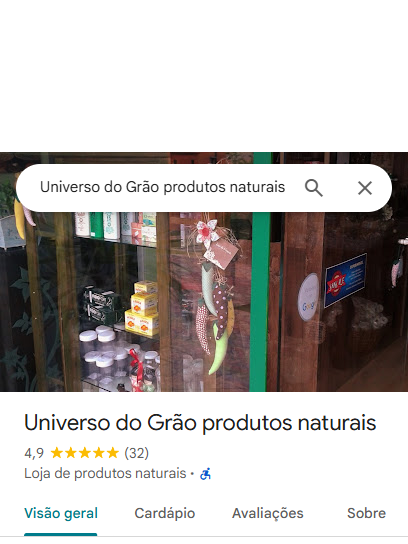 Universo do Grão produtos naturais
Universo do Grão produtos naturais
4,9 (32)
Loja de produtos naturais ·
Visão geral Cardápio Avaliações Sobre